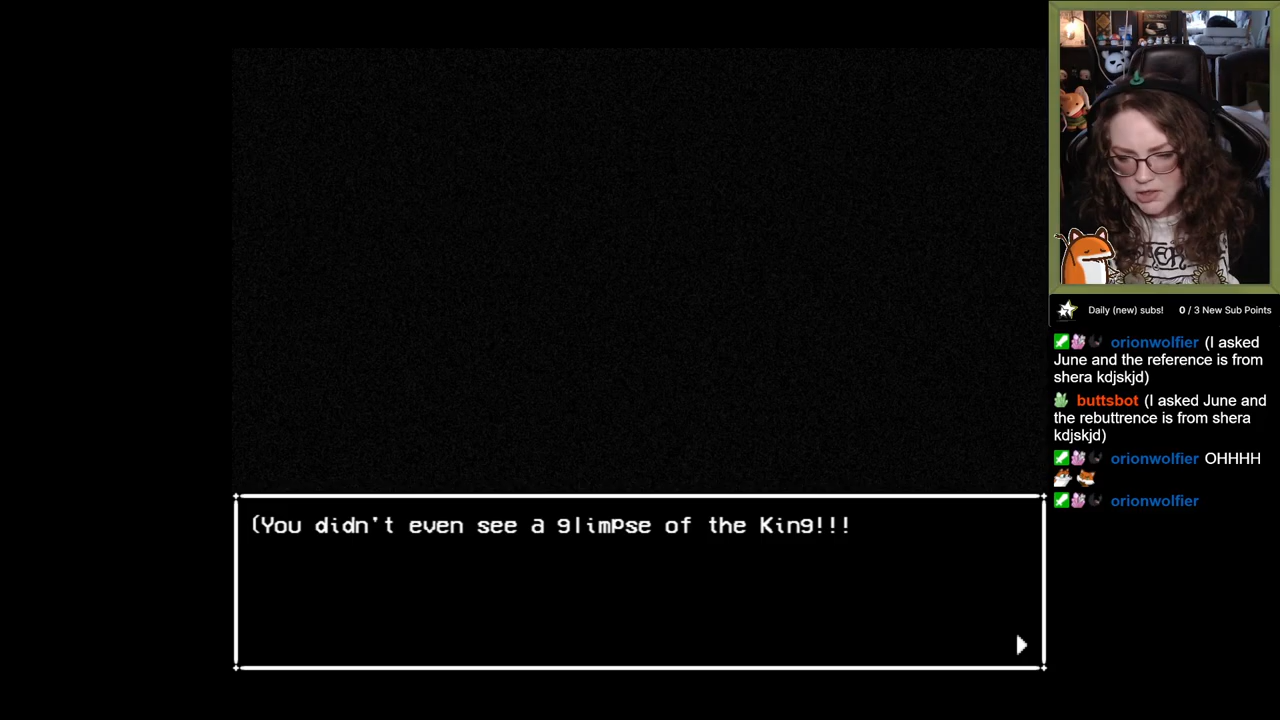 (You didn't even see a glimpse of the King!!!
Daily (new) subs! 0 / 3 New Sub Points
orionwolfier (I asked
June and the reference is from
shera kdjskjd)
buttsbot (I asked June and
the rebuttrence is from shera
kdjskjd)
orionwolfier OHHHH
orionwolfier